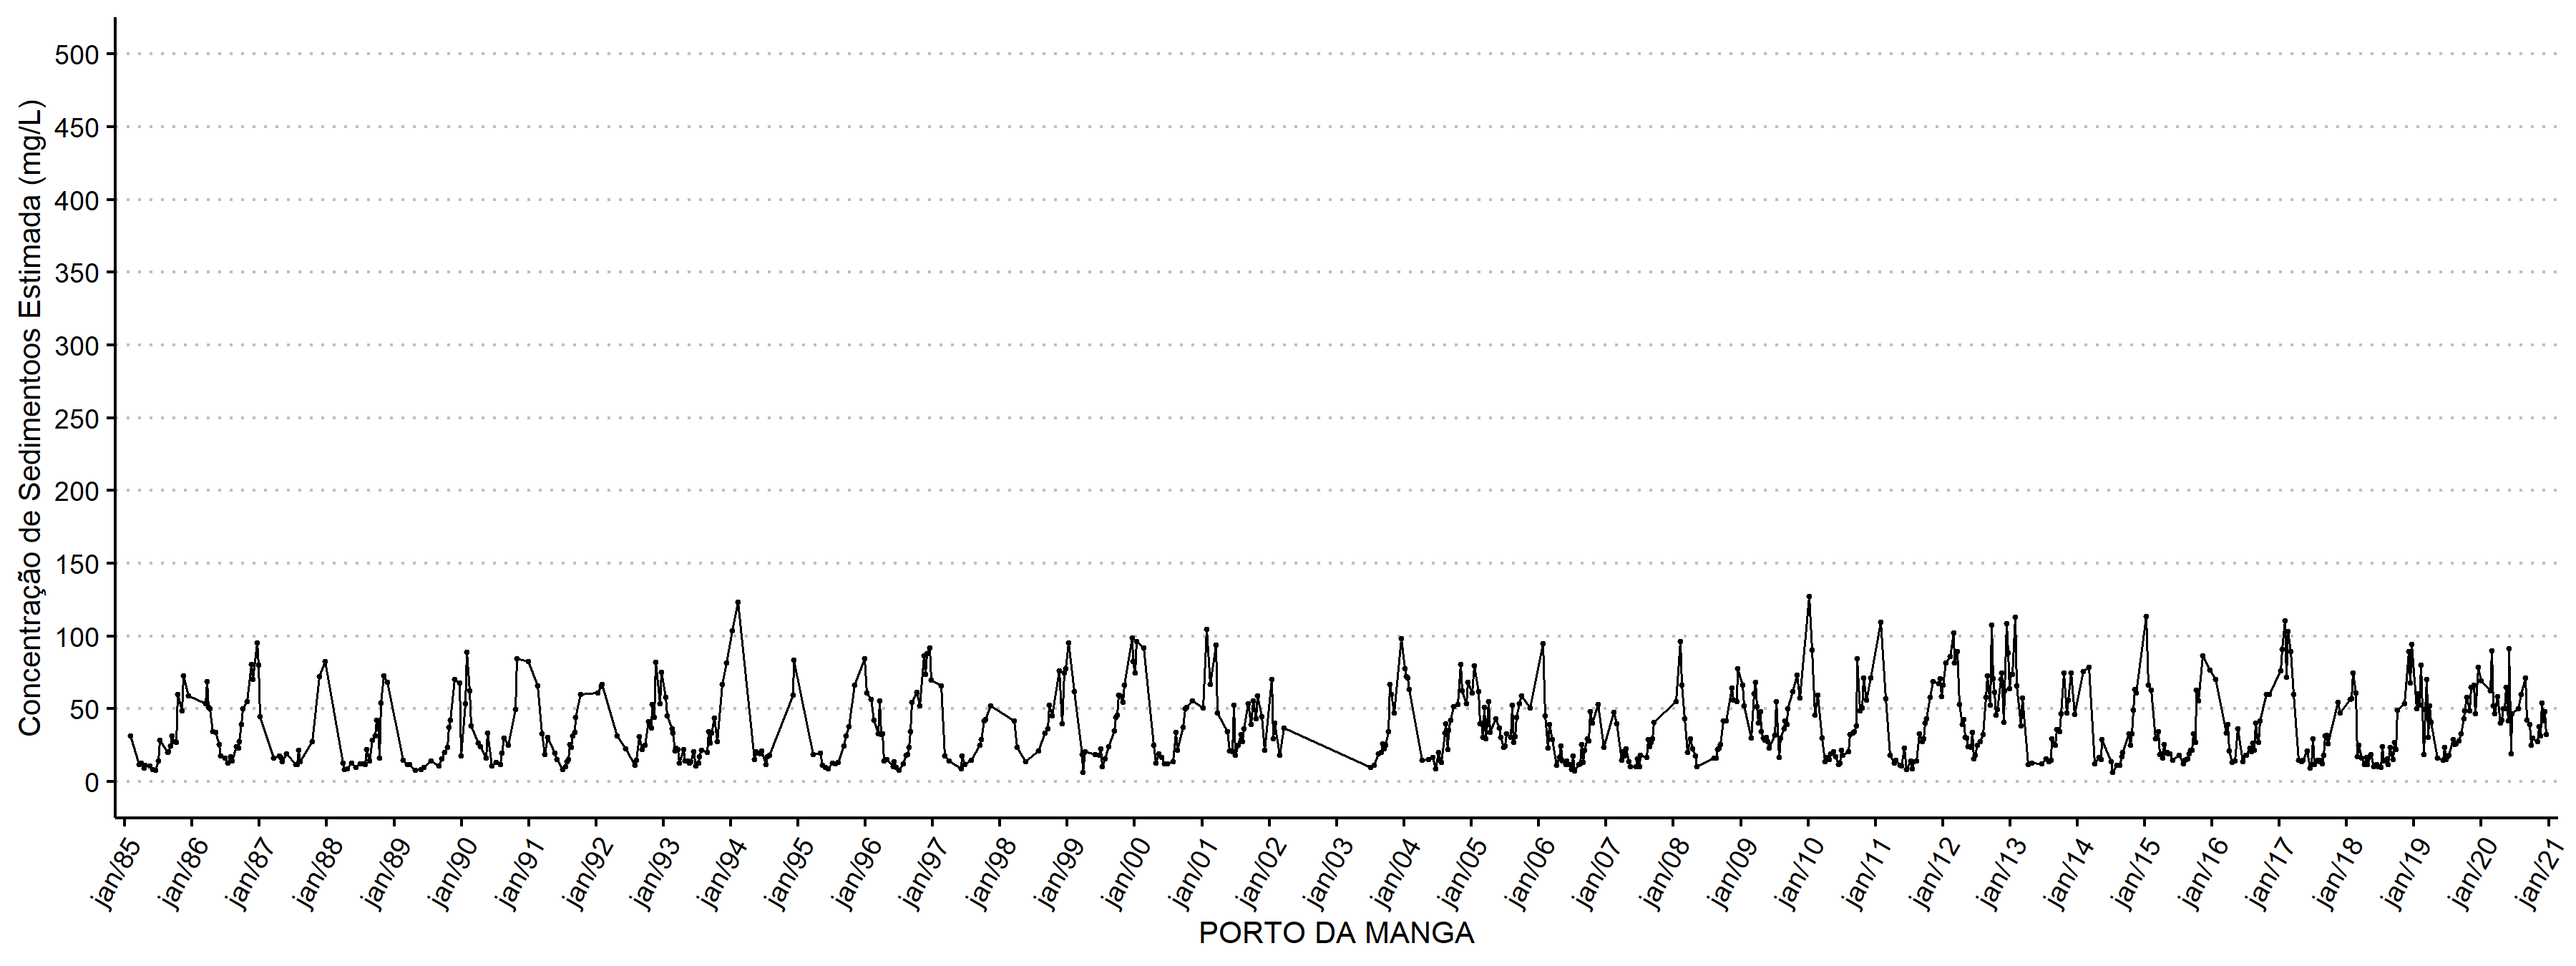 Concentração de Sedimentoos Estimada (mg/L)
500
450
400
350
300
250
200
150
100
50
0
jan/85
jan/86
jan/87
jan/88
jan/89
jan/90
jan/91
jan/92
jan/93
jan/94
jan/95
jan/96
jan/97
jan/98
jan/99
jan/00
jan/01
jan/02
jan/03
jan/04
jan/05
jan/06
jan/07
jan/08
jan/09
jan/10
jan/11
jan/12
jan/13
jan/14
jan/15
jan/16
jan/17
jan/18
jan/19
jan/20
jan/21
PORTO DA MANGA